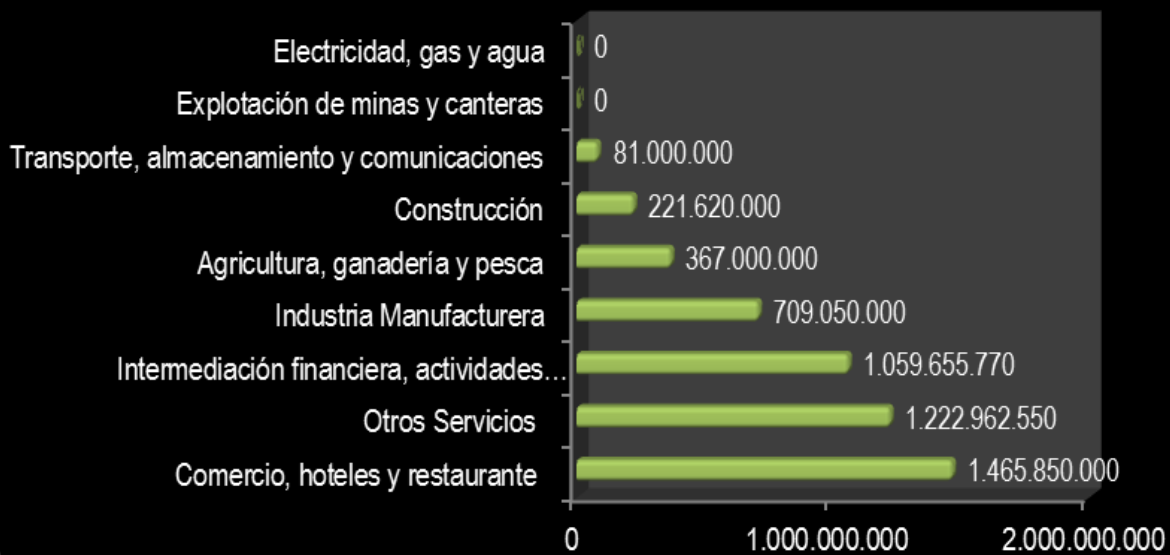 Electricidad, gas y agua 0
Explotación de minas y canteras 0
Transporte, almacenamiento y comunicaciones 81.000.000
Construcción 221.620.000
Agricultura, ganadería y pesca 367.000.000
Industria Manufacturera 709.050.000
Intermediación financiera, actividades... 1.059.655.770
Otros Servicios 1.222.962.550
Comercio, hoteles y restaurante 1.465.850.000
0 1.000.000.000 2.000.000.000